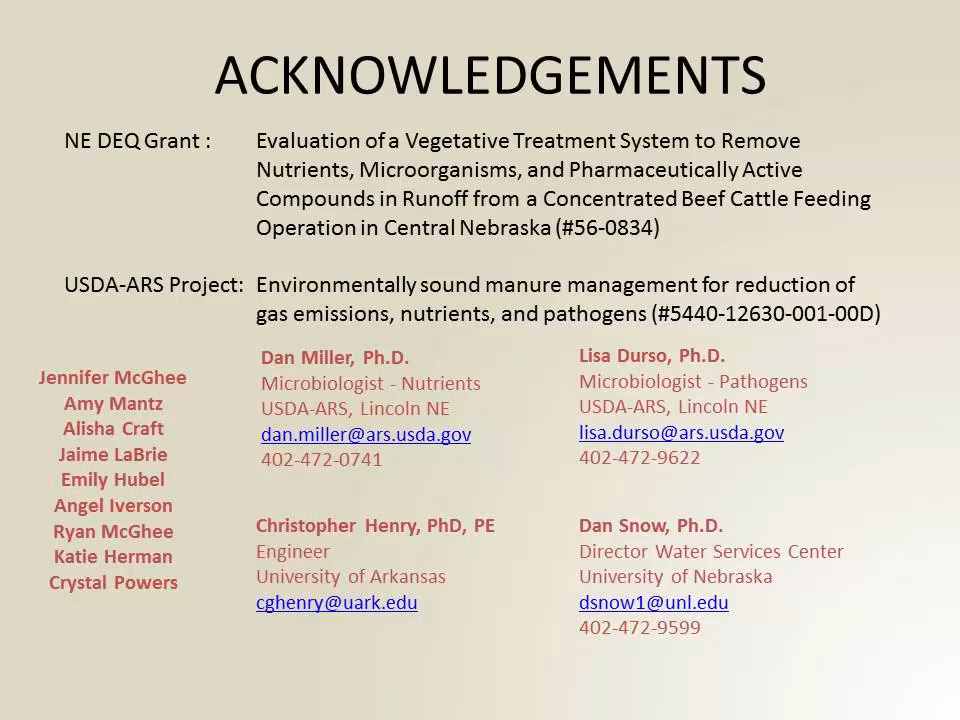 ACKNOWLEDGEMENTS
NE DEQ Grant : Evaluation of a Vegetative Treatment System to Remove
Nutrients, Microorganisms, and Pharmaceutically Active
Compounds in Runoff from a Concentrated Beef Cattle Feeding
Operation in Central Nebraska (#56-0834)
USDA-ARS Project: Environmentally sound manure management for reduction of
gas emissions, nutrients, and pathogens (#5440-12630-001-00D)
Jennifer McGhee
Amy Mantz
Alisha Craft
Jaime LaBrie
Emily Hubel
Angel Iverson
Ryan McGhee
Katie Herman
Crystal Powers
Dan Miller, Ph.D.
Microbiologist - Nutrients
USDA-ARS, Lincoln NE
dan.miller@ars.usda.gov
402-472-0741
Lisa Durso, Ph.D.
Microbiologist - Pathogens
USDA-ARS, Lincoln NE
lisa.durso@ars.usda.gov
402-472-9622
Christopher Henry, PhD, PE
Engineer
University of Arkansas
cghenry@uark.edu
Dan Snow, Ph.D.
Director Water Services Center
University of Nebraska
dsnow1@unl.edu
402-472-9599